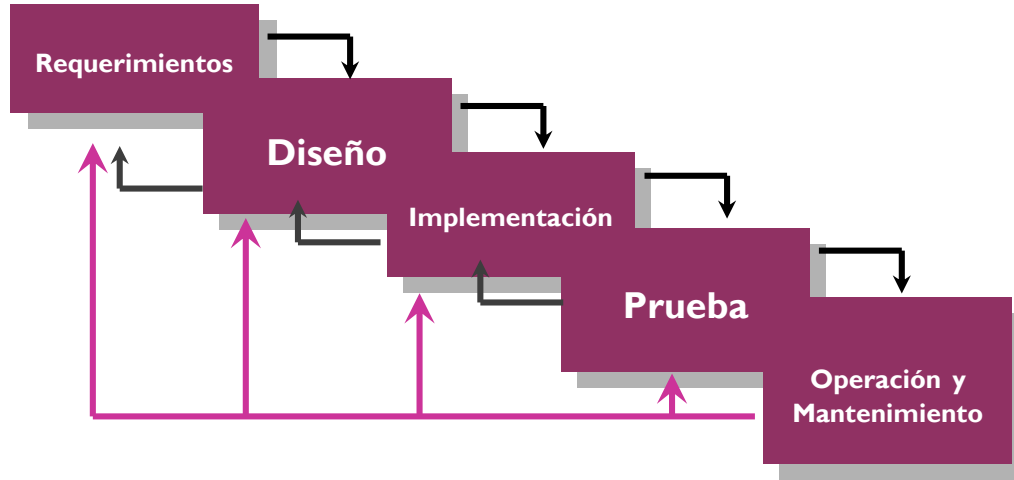 Requerimientos
Diseño
Implementación
Prueba
Operación y
Mantenimiento